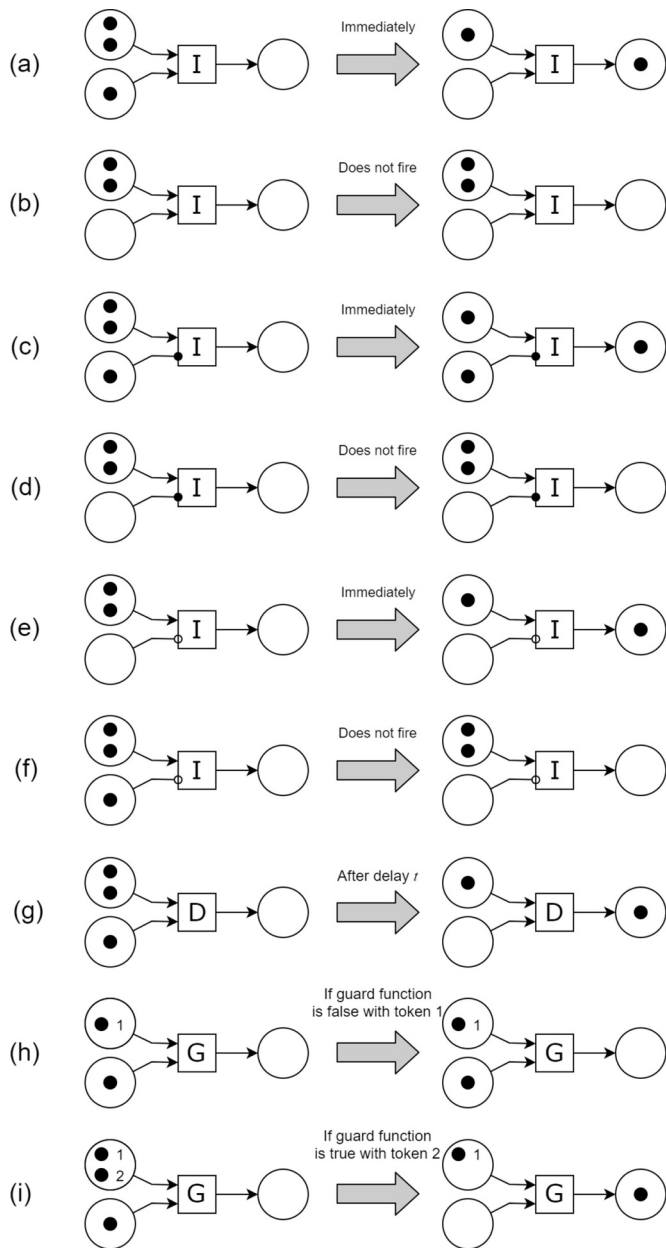 Immediately
(a) I I
Does not fire
(b) I I
Immediately
(c) I I
Does not fire
(d) I I
Immediately
(e) I I
Does not fire
(f) I I
After delay t
(g) D D
If guard function
is false with token 1
1 1
(h) G G
If guard function
is true with token 2
1 1
2
(i) G G